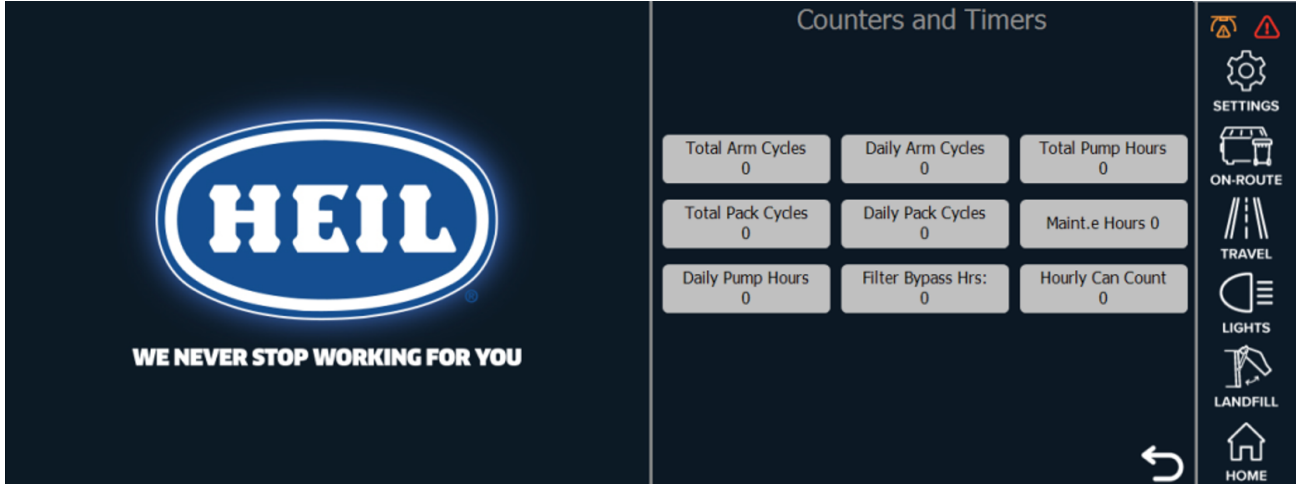 HEIL
®
WE NEVER STOP WORKING FOR YOU
Counters and Timers
Total Arm Cycles
0
Daily Arm Cycles
0
Total Pump Hours
0
Total Pack Cycles
0
Daily Pack Cycles
0
Maint.e Hours 0
Daily Pump Hours
0
Filter Bypass Hrs:
0
Hourly Can Count
0
SETTINGS
ON-ROUTE
TRAVEL
LIGHTS
LANDFILL
HOME